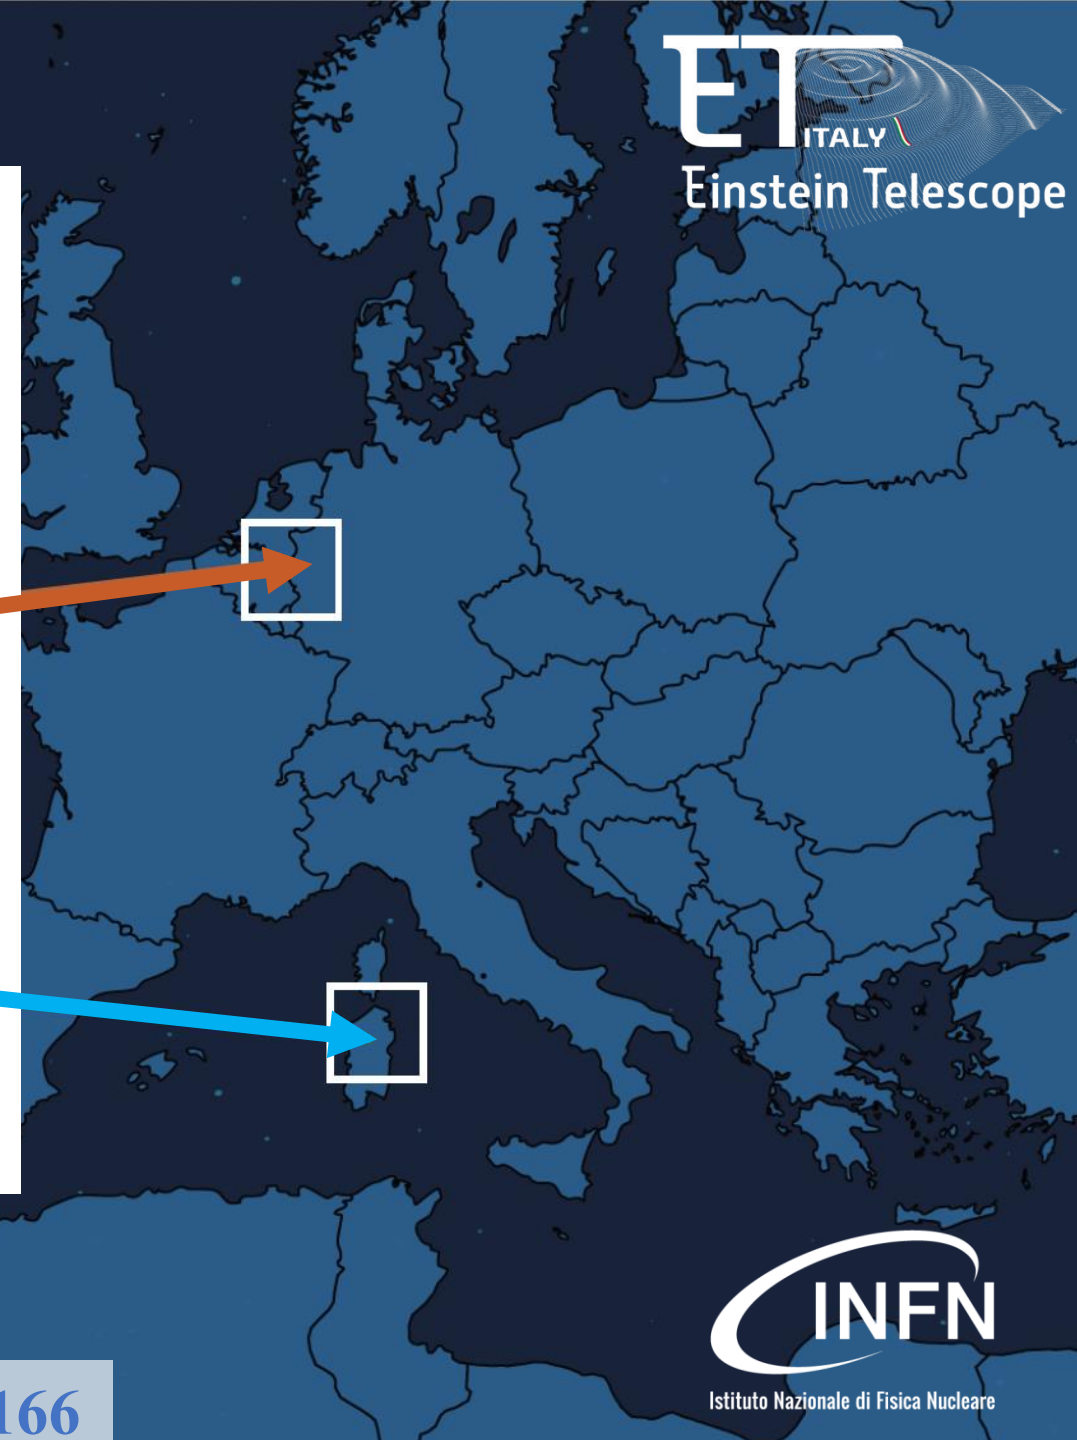 ET
ITALY
Einstein Telescope
INFN
Istituto Nazionale di Fisica Nucleare
166